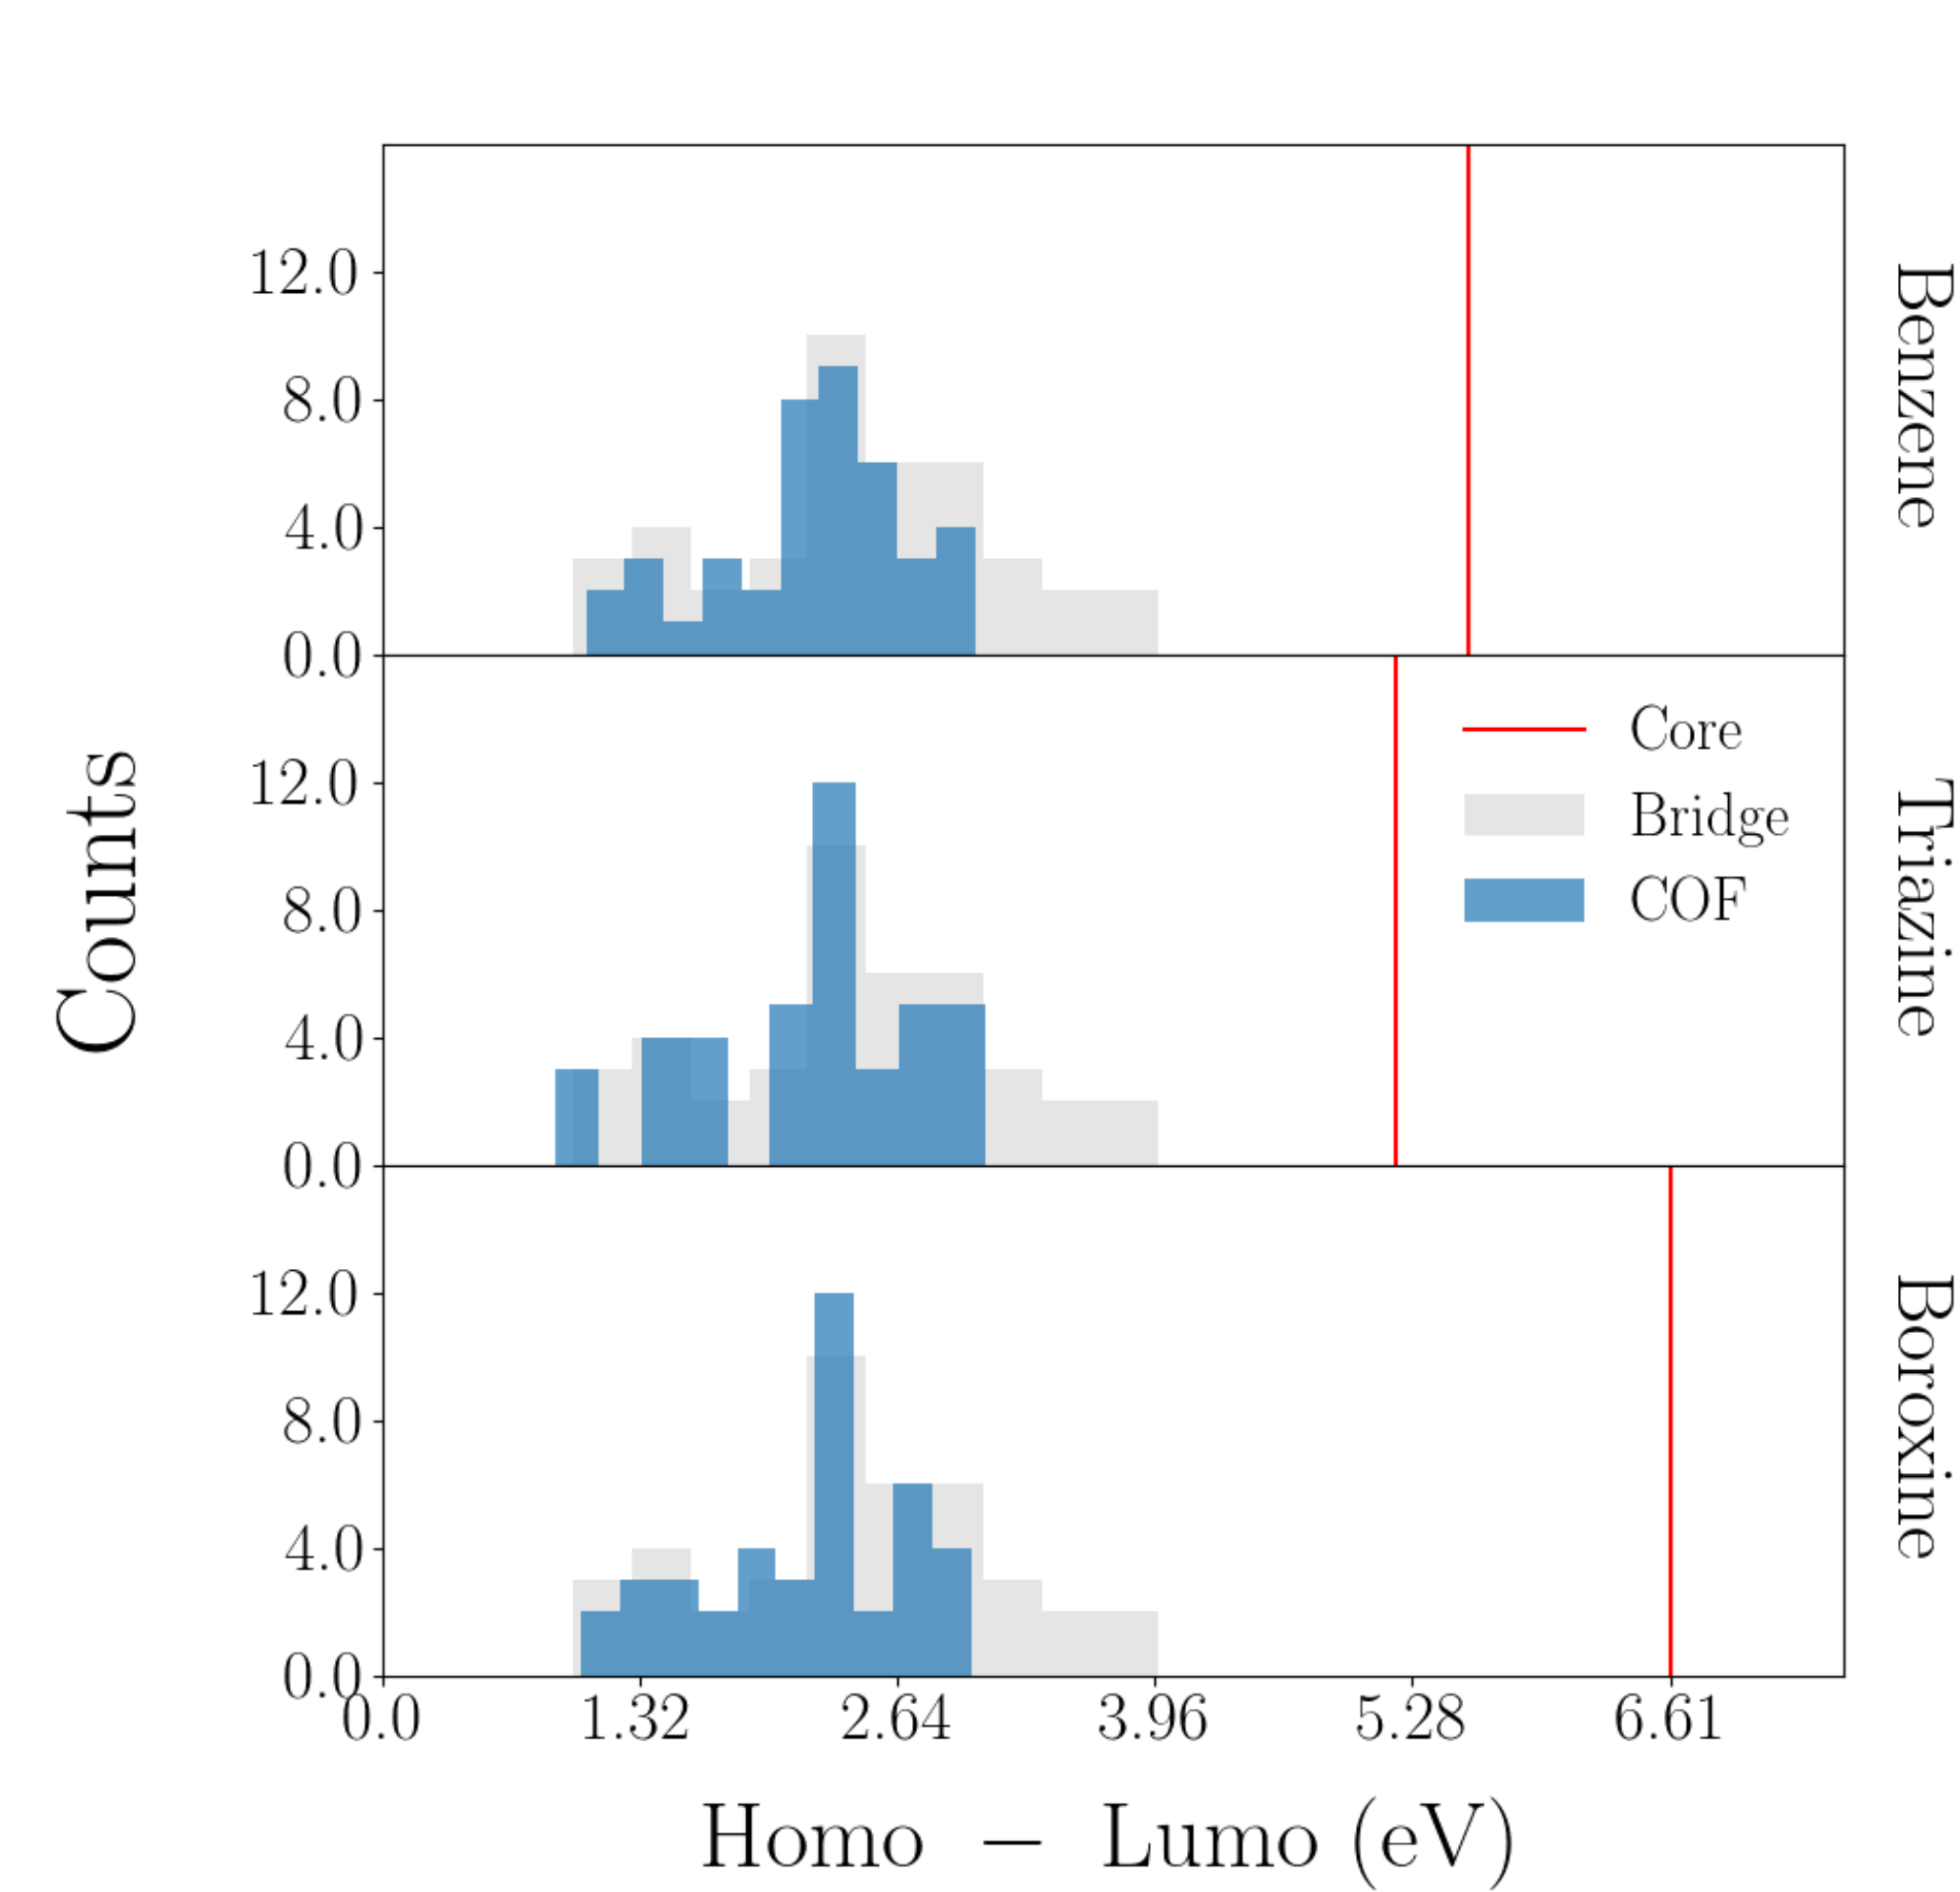 12.0
8.0
4.0
0.0
Benzene
Core
Bridge
COF
12.0
8.0
4.0
0.0
Triazine
Counts
12.0
8.0
4.0
0.0
Boroxine
0.0 1.32 2.64 3.96 5.28 6.61
Homo − Lumo (eV)